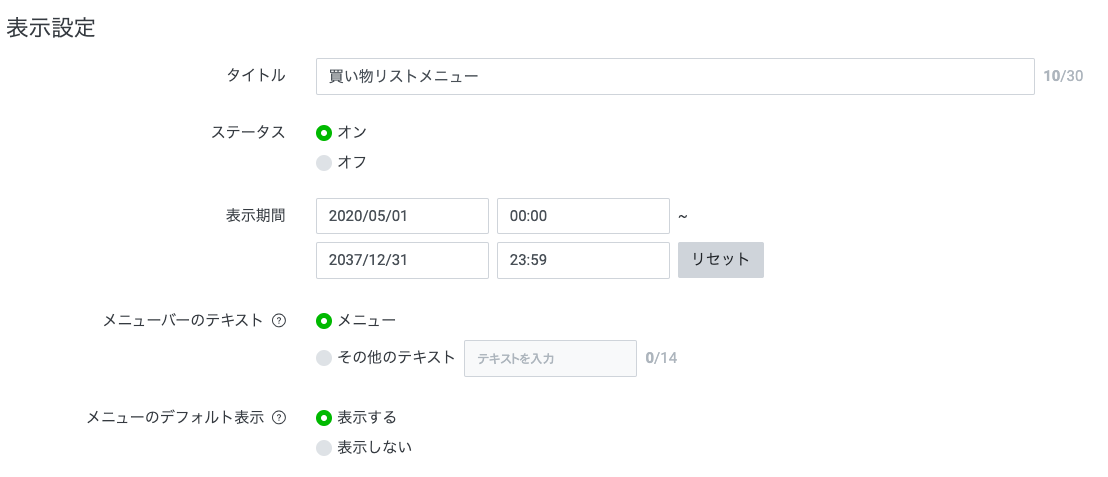 表示設定
タイトル 買い物リストメニュー 10/30
ステータス オン
オフ
表示期間 2020/05/01 00:00 ~
2037/12/31 23:59 リセット
メニューバーのテキスト ? メニュー
その他のテキスト テキストを入力 0/14
メニューのデフォルト表示 ? 表示する
表示しない